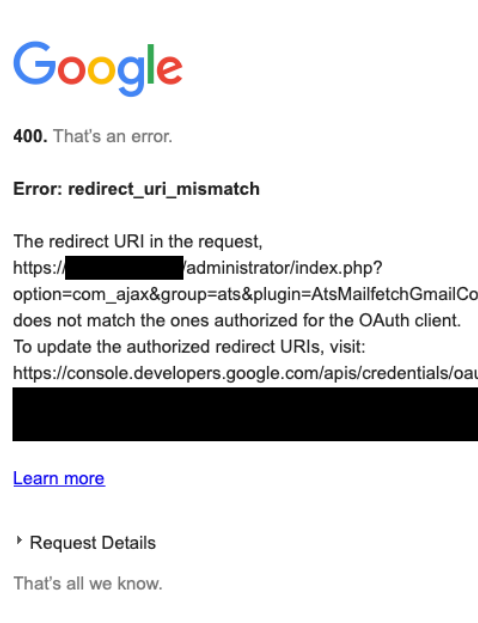 Google
400. That's an error.
Error: redirect_uri_mismatch
The redirect URI in the request,
https:// /administrator/index.php?
option=com_ajax&group=ats&plugin=AtsMailfetchGmailCo
does not match the ones authorized for the OAuth client.
To update the authorized redirect URIs, visit:
https://console.developers.google.com/apis/credentials/oau
Learn more
Request Details
That's all we know.